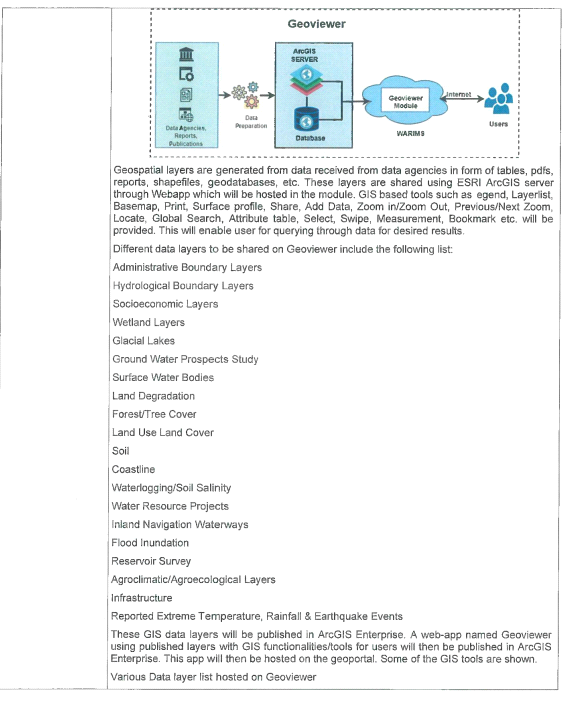 Geoviewer
ArcGIS
SERVER
Data Agencies,
Reports,
Publications
Data
Preparation
Database
Geoviewer
Module
WARIMS
Internet
Users
Geospatial layers are generated from data received from data agencies in form of tables, pdfs,
reports, shapefiles, geodatabases, etc. These layers are shared using ESRI ArcGIS server
through Webapp which will be hosted in the module. GIS based tools such as egend, Layerlist,
Basemap, Print, Surface profile, Share, Add Data, Zoom in/Zoom Out, Previous/Next Zoom,
Locate, Global Search, Attribute table, Select, Swipe, Measurement, Bookmark etc. will be
provided. This will enable user for querying through data for desired results.
Different data layers to be shared on Geoviewer include the following list:
Administrative Boundary Layers
Hydrological Boundary Layers
Socioeconomic Layers
Wetland Layers
Glacial Lakes
Ground Water Prospects Study
Surface Water Bodies
Land Degradation
Forest/Tree Cover
Land Use Land Cover
Soil
Coastline
Waterlogging/Soil Salinity
Water Resource Projects
Inland Navigation Waterways
Flood Inundation
Reservoir Survey
Agroclimatic/Agroecological Layers
Infrastructure
Reported Extreme Temperature, Rainfall & Earthquake Events
These GIS data layers will be published in ArcGIS Enterprise. A web-app named Geoviewer
using published layers with GIS functionalities/tools for users will then be published in ArcGIS
Enterprise. This app will then be hosted on the geoportal. Some of the GIS tools are shown.
Various Data layer list hosted on Geoviewer